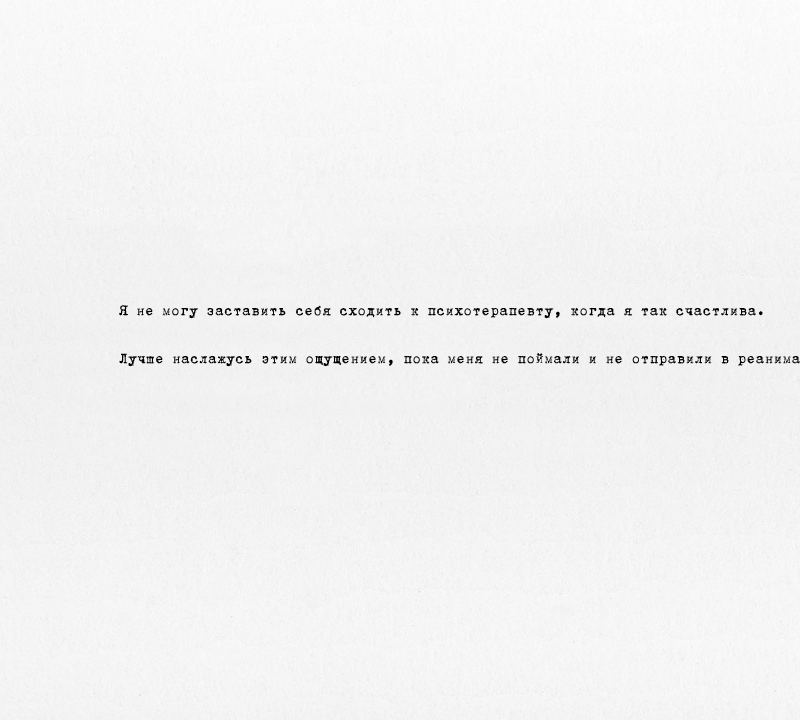 Я не могу заставить себя сходить к психотерапевту, когда я так счастлива.
Лучше наслажусь этим ощущением, пока меня не поймали и не отправили в реанима